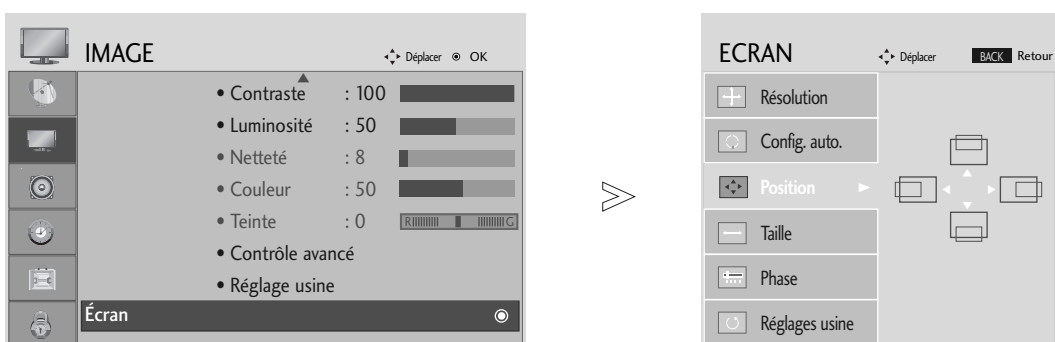 IMAGE
Déplacer OK
• Contraste : 100
• Luminosité : 50
• Netteté : 8
• Couleur : 50
• Teinte : 0 R G
• Contrôle avancé
• Réglage usine
Écran
ECRAN
Déplacer BACK Retour
Résolution
Config. auto.
Position
Taille
Phase
Réglages usine